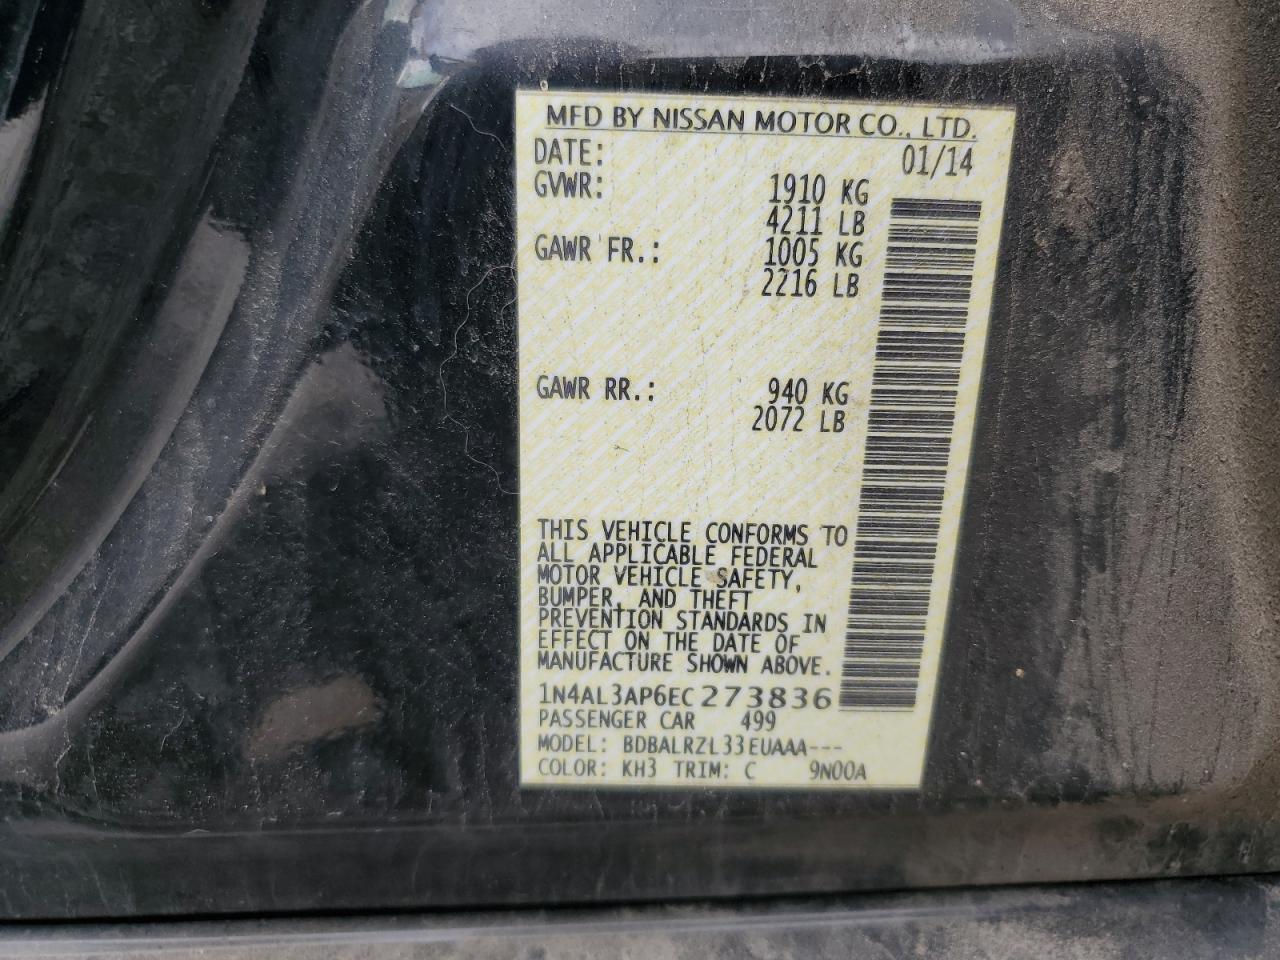 MFD BY NISSAN MOTOR CO., LTD.
DATE: 01/14
GVWR: 1910 KG
4211 LB
GAWR FR.: 1005 KG
2216 LB
GAWR RR.: 940 KG
2072 LB
THIS VEHICLE CONFORMS TO
ALL APPLICABLE FEDERAL
MOTOR VEHICLE SAFETY,
BUMPER, AND THEFT
PREVENTION STANDARDS IN
EFFECT ON THE DATE OF
MANUFACTURE SHOWN ABOVE.
1N4AL3AP6EC273836
PASSENGER CAR 499
MODEL: BDBALRZL33EUAAA---
COLOR: KH3 TRIM: C 9N00A